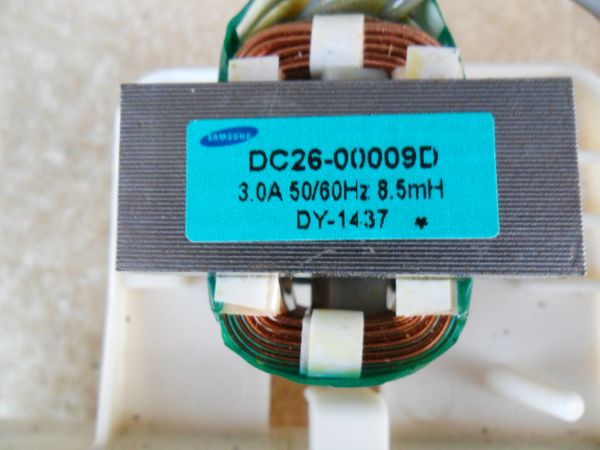 SAMSUNG
DC26-00009D
3.0A 50/60Hz 8.5mH
DY-1437 *